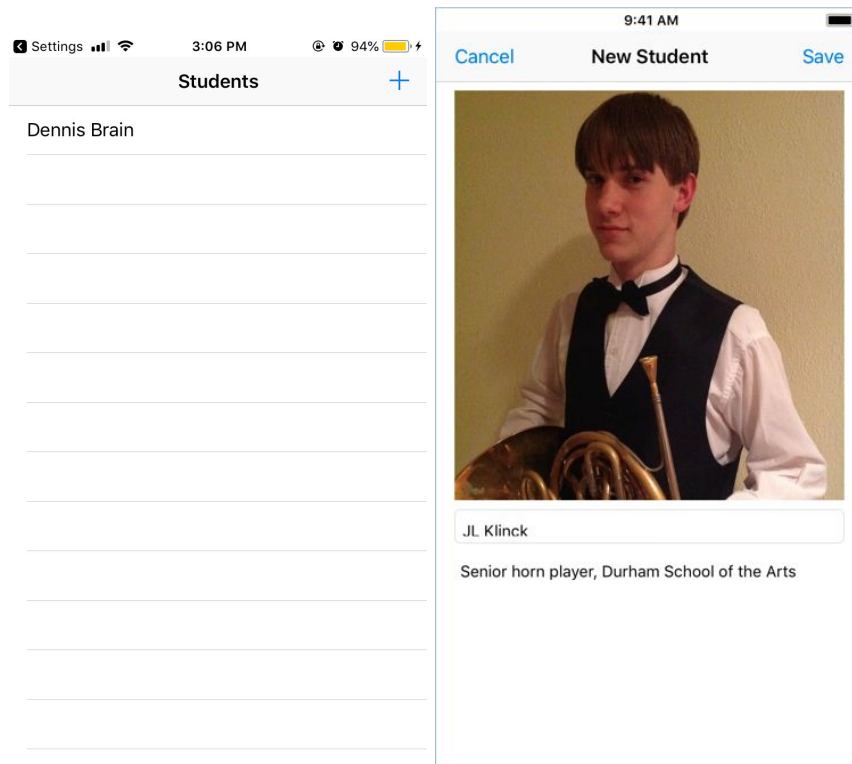 Settings 3:06 PM 94%
Students +
Dennis Brain
9:41 AM
Cancel New Student Save
JL Klinck
Senior horn player, Durham School of the Arts